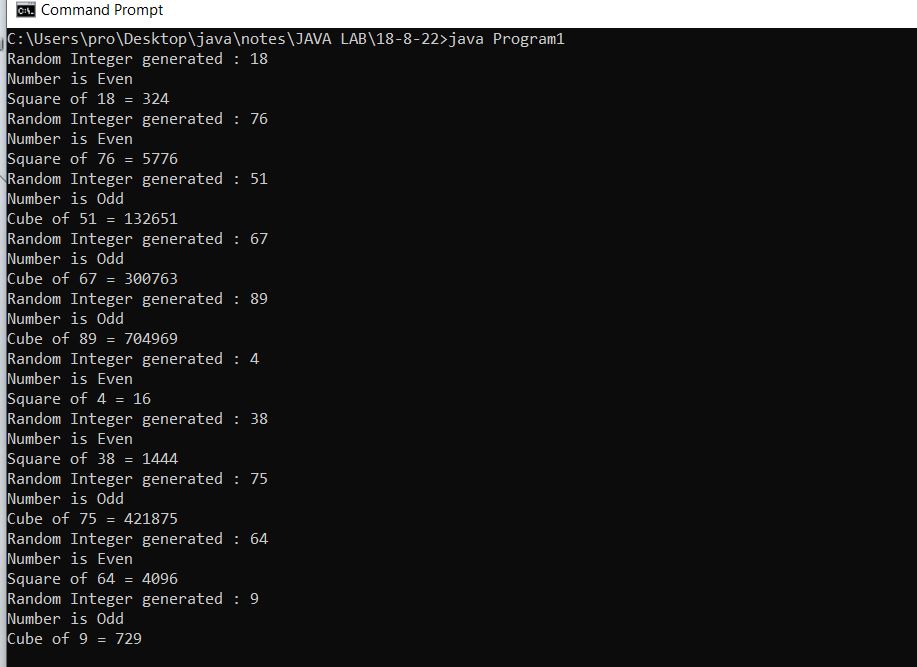 Command Prompt
C:\Users\pro\Desktop\java\notes\JAVA LAB\18-8-22>java Program1
Random Integer generated : 18
Number is Even
Square of 18 = 324
Random Integer generated : 76
Number is Even
Square of 76 = 5776
Random Integer generated : 51
Number is Odd
Cube of 51 = 132651
Random Integer generated : 67
Number is Odd
Cube of 67 = 300763
Random Integer generated : 89
Number is Odd
Cube of 89 = 704969
Random Integer generated : 4
Number is Even
Square of 4 = 16
Random Integer generated : 38
Number is Even
Square of 38 = 1444
Random Integer generated : 75
Number is Odd
Cube of 75 = 421875
Random Integer generated : 64
Number is Even
Square of 64 = 4096
Random Integer generated : 9
Number is Odd
Cube of 9 = 729